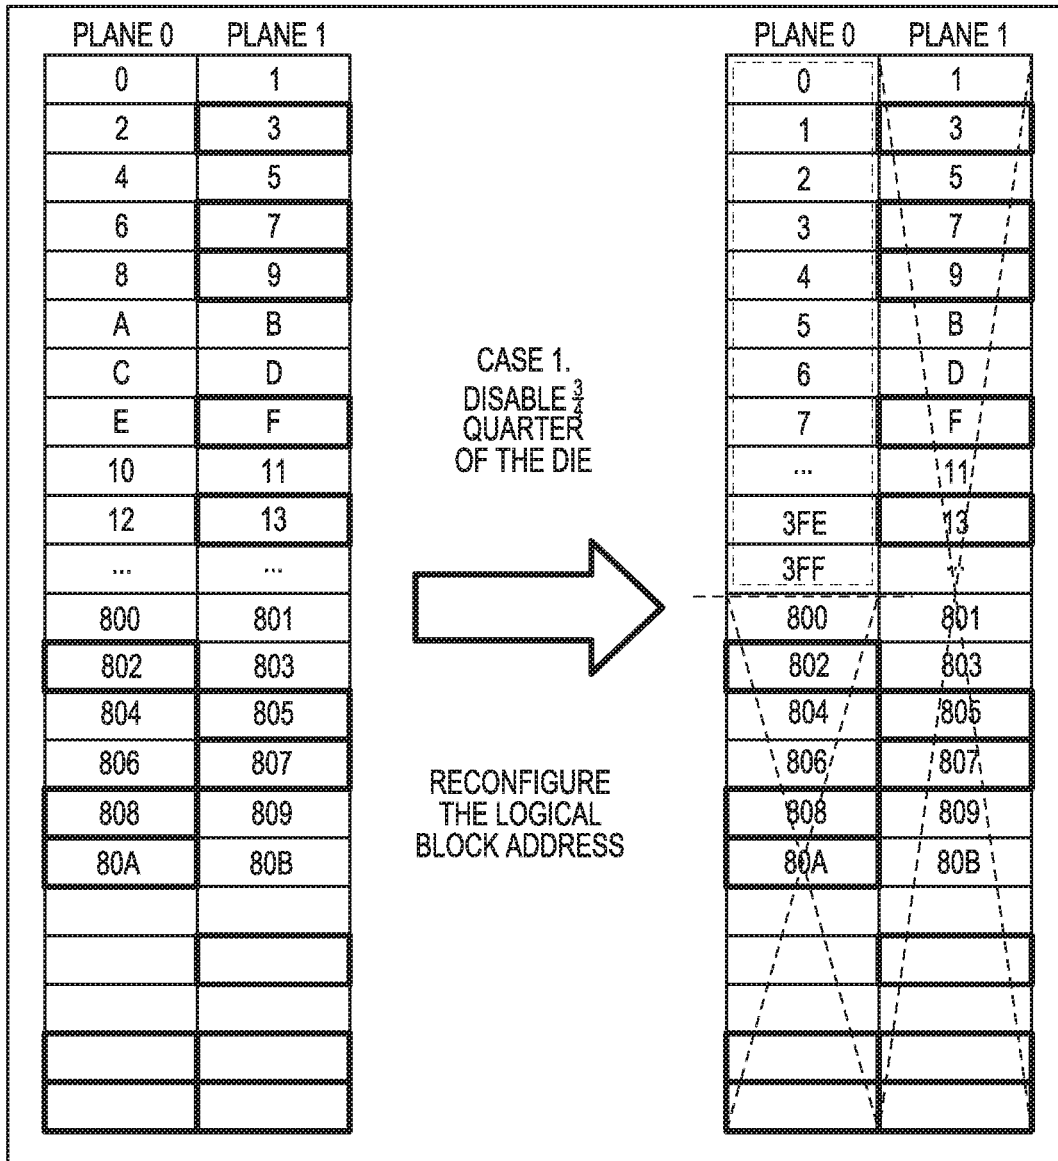 PLANE 0 PLANE 1 PLANE 0 PLANE 1
0 1 0 1
2 3 1 3
4 5 2 5
6 7 3 7
8 9 4 9
A B 5 B
C D 6 D
E F 7 F
10 11 ... 11
12 13 3FE 13
... ... 3FF ...
800 801 800 801
802 803 802 803
804 805 804 805
806 807 806 807
808 809 808 809
80A 80B 80A 80B
CASE 1.
DISABLE 3/4
QUARTER
OF THE DIE
RECONFIGURE
THE LOGICAL
BLOCK ADDRESS